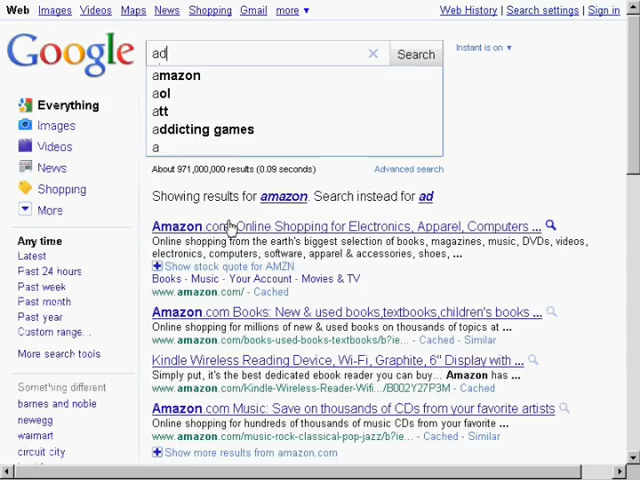 Web Images Videos Maps News Shopping Gmail more ▼ Web History | Search settings | Sign in
Google
ad
Search
Instant is on ▼
amazon
aol
att
addicting games
a
About 971,000,000 results (0.09 seconds)
Advanced search
Everything
Images
Videos
News
Shopping
More
Any time
Latest
Past 24 hours
Past week
Past month
Past year
Custom range..
More search tools
Something different
barnes and noble
newegg
walmart
circuit city
Showing results for amazon. Search instead for ad
Amazon.com: Online Shopping for Electronics, Apparel, Computers ...
Online shopping from the earth's biggest selection of books, magazines, music, DVDs, videos,
electronics, computers, software, apparel & accessories, shoes, ...
Show stock quote for AMZN
Books - Music - Your Account - Movies & TV
www.amazon.com/ - Cached
Amazon.com Books: New & used books,textbooks,children's books ...
Online shopping for millions of new & used books on thousands of topics at ...
www.amazon.com/books-used-books-textbooks/b?ie... - Cached - Similar
Kindle Wireless Reading Device, Wi-Fi, Graphite, 6" Display with ...
Simply put, it's the best dedicated ebook reader you can buy... Amazon has ...
www.amazon.com/Kindle-Wireless-Reader-Wifi.../B002Y27P3M - Cached
Amazon.com Music: Save on thousands of CDs from your favorite artists
Online shopping for hundreds of thousands of music CDs from your favorite ...
www.amazon.com/music-rock-classical-pop-jazz/b?ie... - Cached - Similar
Show more results from amazon.com